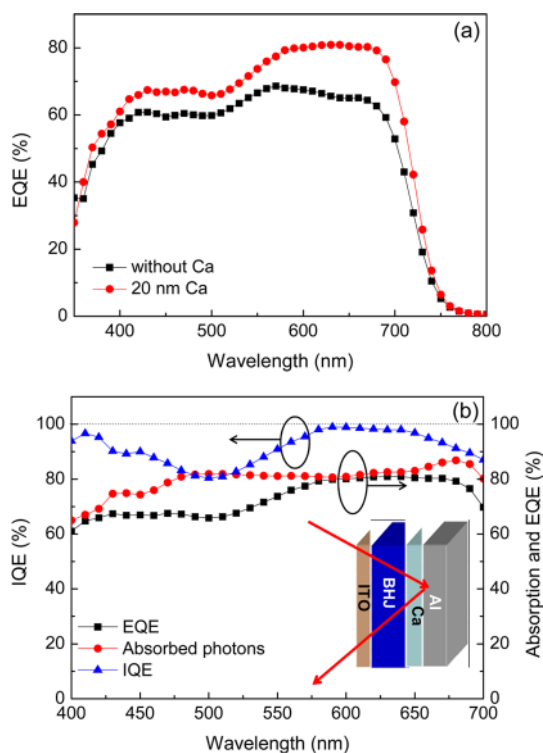 (a)
80
60
40
20
0
EQE (%)
without Ca
20 nm Ca
400 500 600 700 800
Wavelength (nm)
(b)
100
80
60
40
20
0
IQE (%)
100
80
60
40
20
0
Absorption and EQE (%)
ITO
BHJ
Ca
Al
EQE
Absorbed photons
IQE
400 450 500 550 600 650 700
Wavelength (nm)